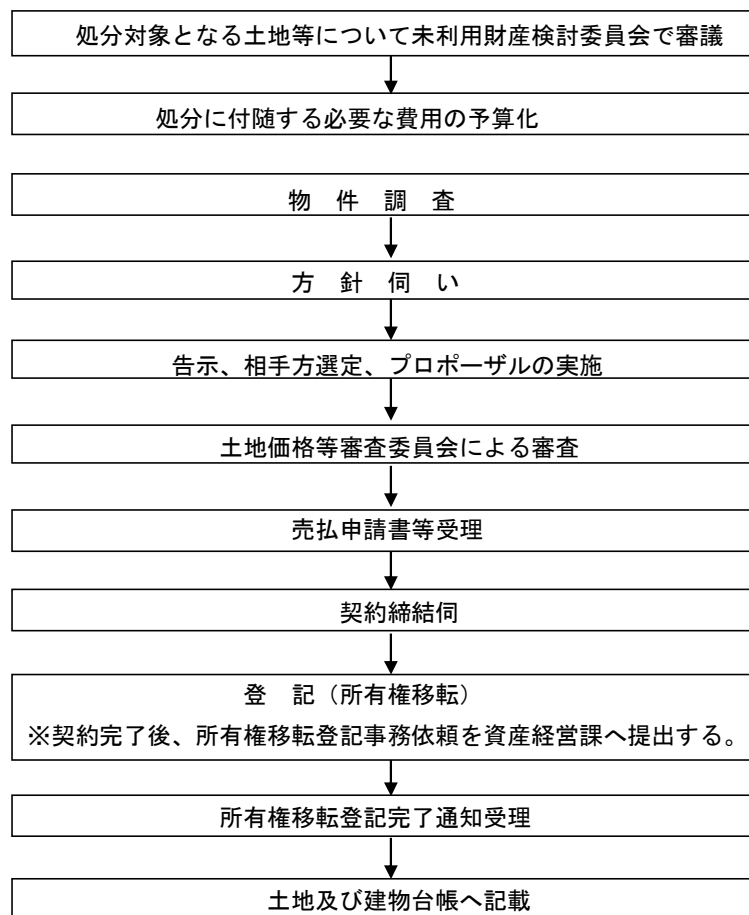 処分対象となる土地等について未利用財産検討委員会で審議
処分に付随する必要な費用の予算化
物　件　調　査
方　針　伺　い
告示、相手方選定、プロポーザルの実施
土地価格等審査委員会による審査
売払申請書等受理
契約締結伺
登　記（所有権移転）
※契約完了後、所有権移転登記事務依頼を資産経営課へ提出する。
所有権移転登記完了通知受理
土地及び建物台帳へ記載